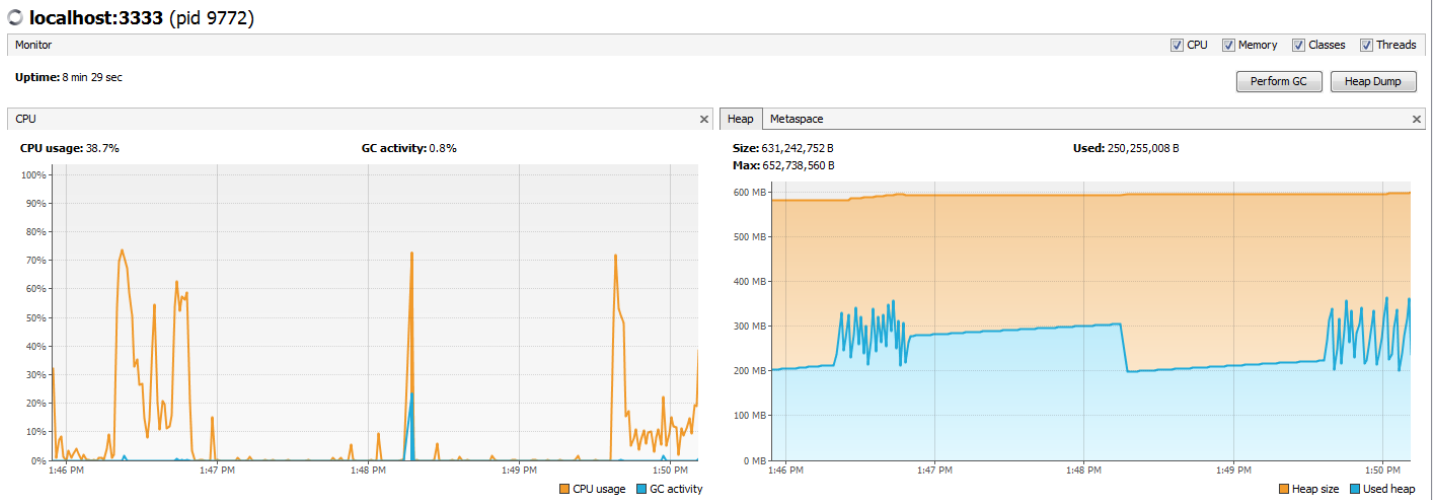 localhost:3333 (pid 9772)
Monitor
CPU Memory Classes Threads
Uptime: 8 min 29 sec
Perform GC Heap Dump
CPU
CPU usage: 38.7% GC activity: 0.8%
100%
90%
80%
70%
60%
50%
40%
30%
20%
10%
0%
1:46 PM 1:47 PM 1:48 PM 1:49 PM 1:50 PM
CPU usage GC activity
Heap Metaspace
Size: 631,242,752 B Used: 250,255,008 B
Max: 652,738,560 B
600 MB
500 MB
400 MB
300 MB
200 MB
100 MB
0 MB
1:46 PM 1:47 PM 1:48 PM 1:49 PM 1:50 PM
Heap size Used heap